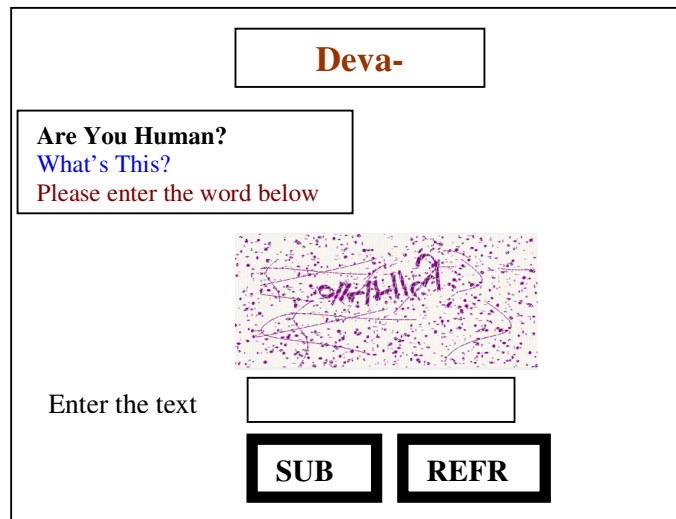 Deva-
Are You Human?
What's This?
Please enter the word below
Enter the text
SUB
REFR